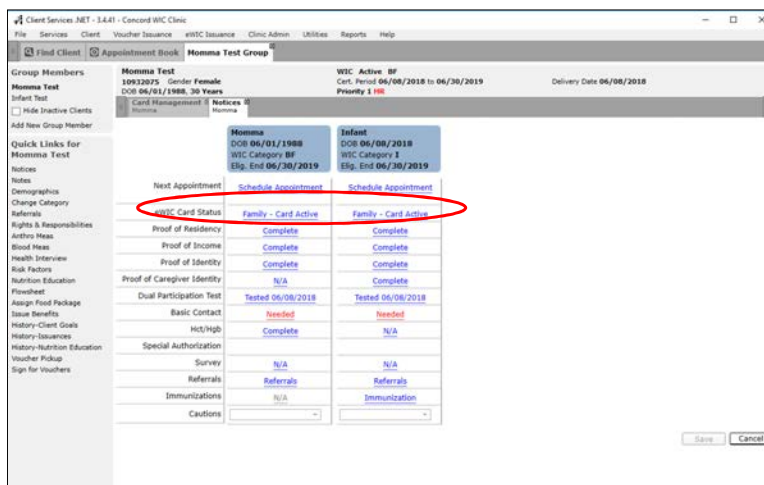 Client Services .NET - 3.4.41 - Concord WIC Clinic
File Services Client Voucher Issuance eWIC Issuance Clinic Admin Utilities Reports Help
Find Client Appointment Book Momma Test Group
Group Members
Momma Test
Infant Test
Hide Inactive Clients
Add New Group Member
Quick Links for
Momma Test
Notices
Notes
Demographics
Change Category
Referrals
Rights & Responsibilities
Anthro Meas
Blood Meas
Health Interview
Risk Factors
Nutrition Education
Flowsheet
Assign Food Package
Issue Benefits
History-Client Goals
History-Issuances
History-Nutrition Education
Voucher Pickup
Sign for Vouchers
Momma Test WIC Active BF
10932075 Gender Female Cert. Period 06/08/2018 to 06/30/2019 Delivery Date 06/08/2018
DOB 06/01/1988, 30 Years Priority 1 HR
Card Management Notices
Momma Momma
Momma Infant
DOB 06/01/1988 DOB 06/08/2018
WIC Category BF WIC Category I
Elig. End 06/30/2019 Elig. End 06/30/2019
Next Appointment Schedule Appointment Schedule Appointment
eWIC Card Status Family - Card Active Family - Card Active
Proof of Residency Complete Complete
Proof of Income Complete Complete
Proof of Identity Complete Complete
Proof of Caregiver Identity N/A Complete
Dual Participation Test Tested 06/08/2018 Tested 06/08/2018
Basic Contact Needed Needed
Hct/Hgb Complete N/A
Special Authorization
Survey N/A N/A
Referrals Referrals Referrals
Immunizations N/A Immunization
Cautions
Save Cancel